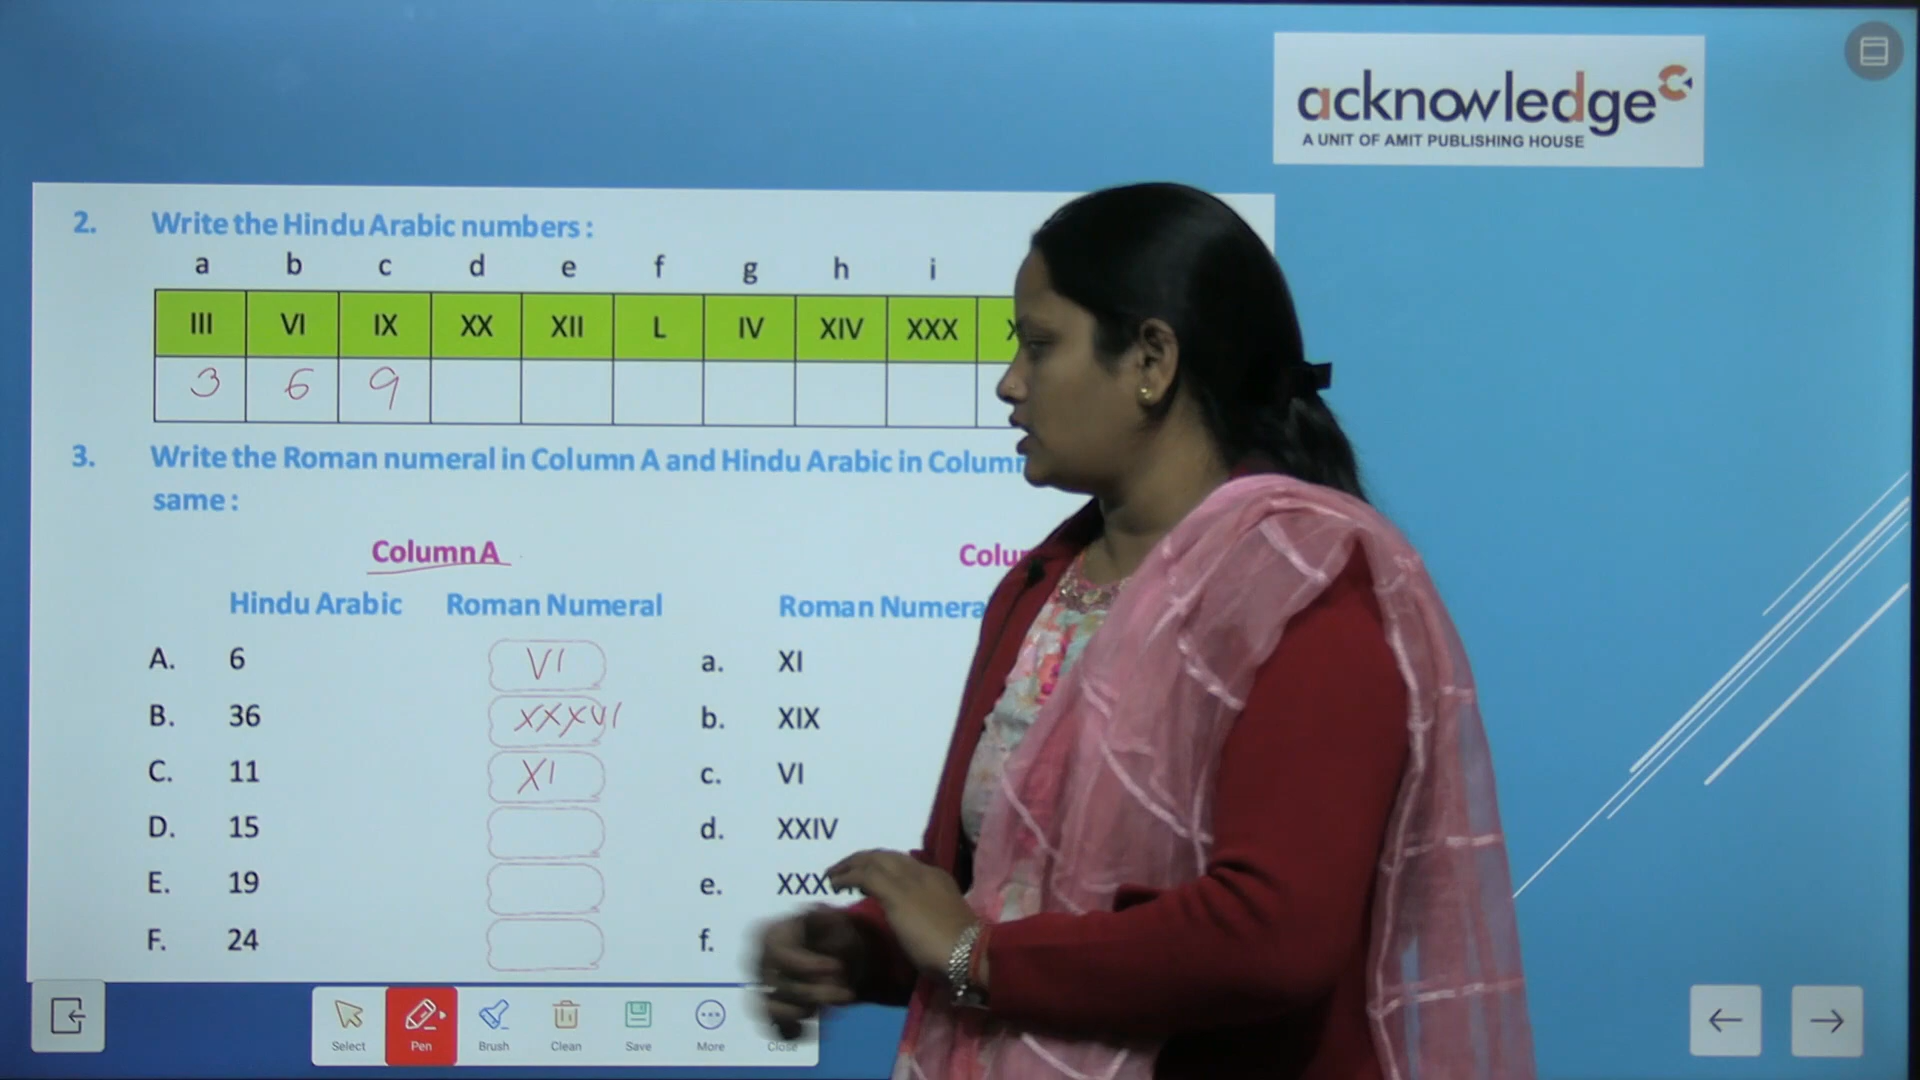 acknowledge
A UNIT OF AMIT PUBLISHING HOUSE
2. Write the Hindu Arabic numbers :
a b c d e f g h i
III VI IX XX XII L IV XIV XXX
3 6 9
3. Write the Roman numeral in Column A and Hindu Arabic in
same :
Column A
Hindu Arabic Roman Numeral Roman
A. 6 VI a. XI
B. 36 XXXVI b. XIX
C. 11 XI c. VI
D. 15 d. XXIV
E. 19 e.
F. 24 f.
Select Pen Brush Clean Save More Close